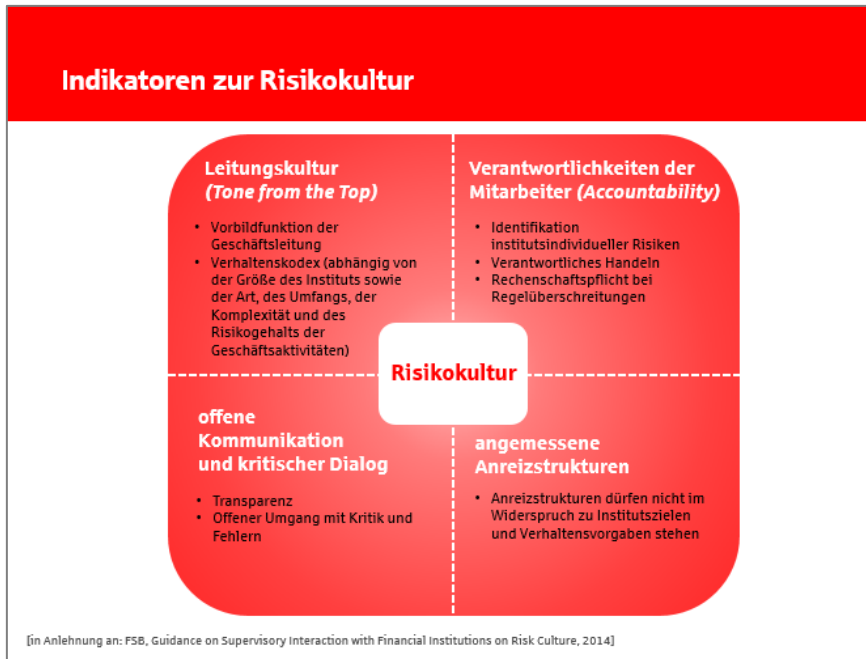 Indikatoren zur Risikokultur
Leitungskultur
(Tone from the Top)
• Vorbildfunktion der
Geschäftsleitung
• Verhaltenskodex (abhängig von
der Größe des Instituts sowie
der Art, des Umfangs, der
Komplexität und des
Risikogehalts der
Geschäftsaktivitäten)
Verantwortlichkeiten der
Mitarbeiter (Accountability)
• Identifikation
institutsindividueller Risiken
• Verantwortliches Handeln
• Rechenschaftspflicht bei
Regelüberschreitungen
Risikokultur
offene
Kommunikation
und kritischer Dialog
• Transparenz
• Offener Umgang mit Kritik und
Fehlern
angemessene
Anreizstrukturen
• Anreizstrukturen dürfen nicht im
Widerspruch zu Institutszielen
und Verhaltensvorgaben stehen
[in Anlehnung an: FSB, Guidance on Supervisory Interaction with Financial Institutions on Risk Culture, 2014]